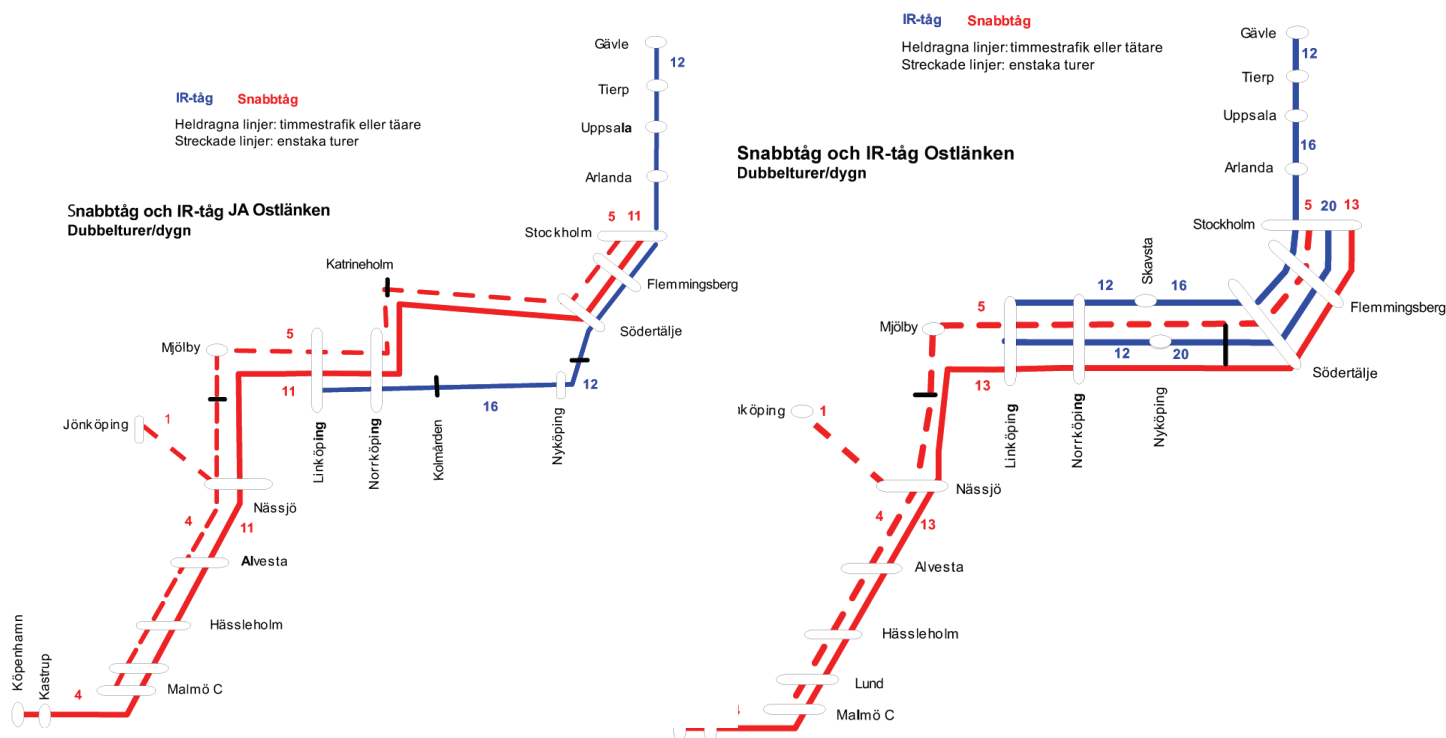 IR-tåg Snabbtåg
Heldragna linjer: timmestrafik eller täare
Streckade linjer: enstaka turer
Snabbtåg och IR-tåg JA Ostlänken
Dubbelturer/dygn
Gävle
12
Tierp
Uppsala
Arlanda
5 11
Stockholm
Katrineholm
Flemmingsberg
Södertälje
5
Mjölby
11
12
16
Jönköping
1
Linköping
Norrköping
Kolmården
Nyköping
Nässjö
4
11
Alvesta
Hässleholm
Malmö C
Köpenhamn
Kastrup
4
IR-tåg Snabbtåg
Heldragna linjer: timmestrafik eller tätare
Streckade linjer: enstaka turer
Snabbtåg och IR-tåg Ostlänken
Dubbelturer/dygn
Gävle
12
Tierp
Uppsala
16
Arlanda
5 20 13
Stockholm
Skavsta
12 16
Flemmingsberg
5
Mjölby
12 20
Södertälje
13
Linköping
Norrköping
Nyköping
nköping
1
Nässjö
4
13
Alvesta
Hässleholm
Lund
Malmö C